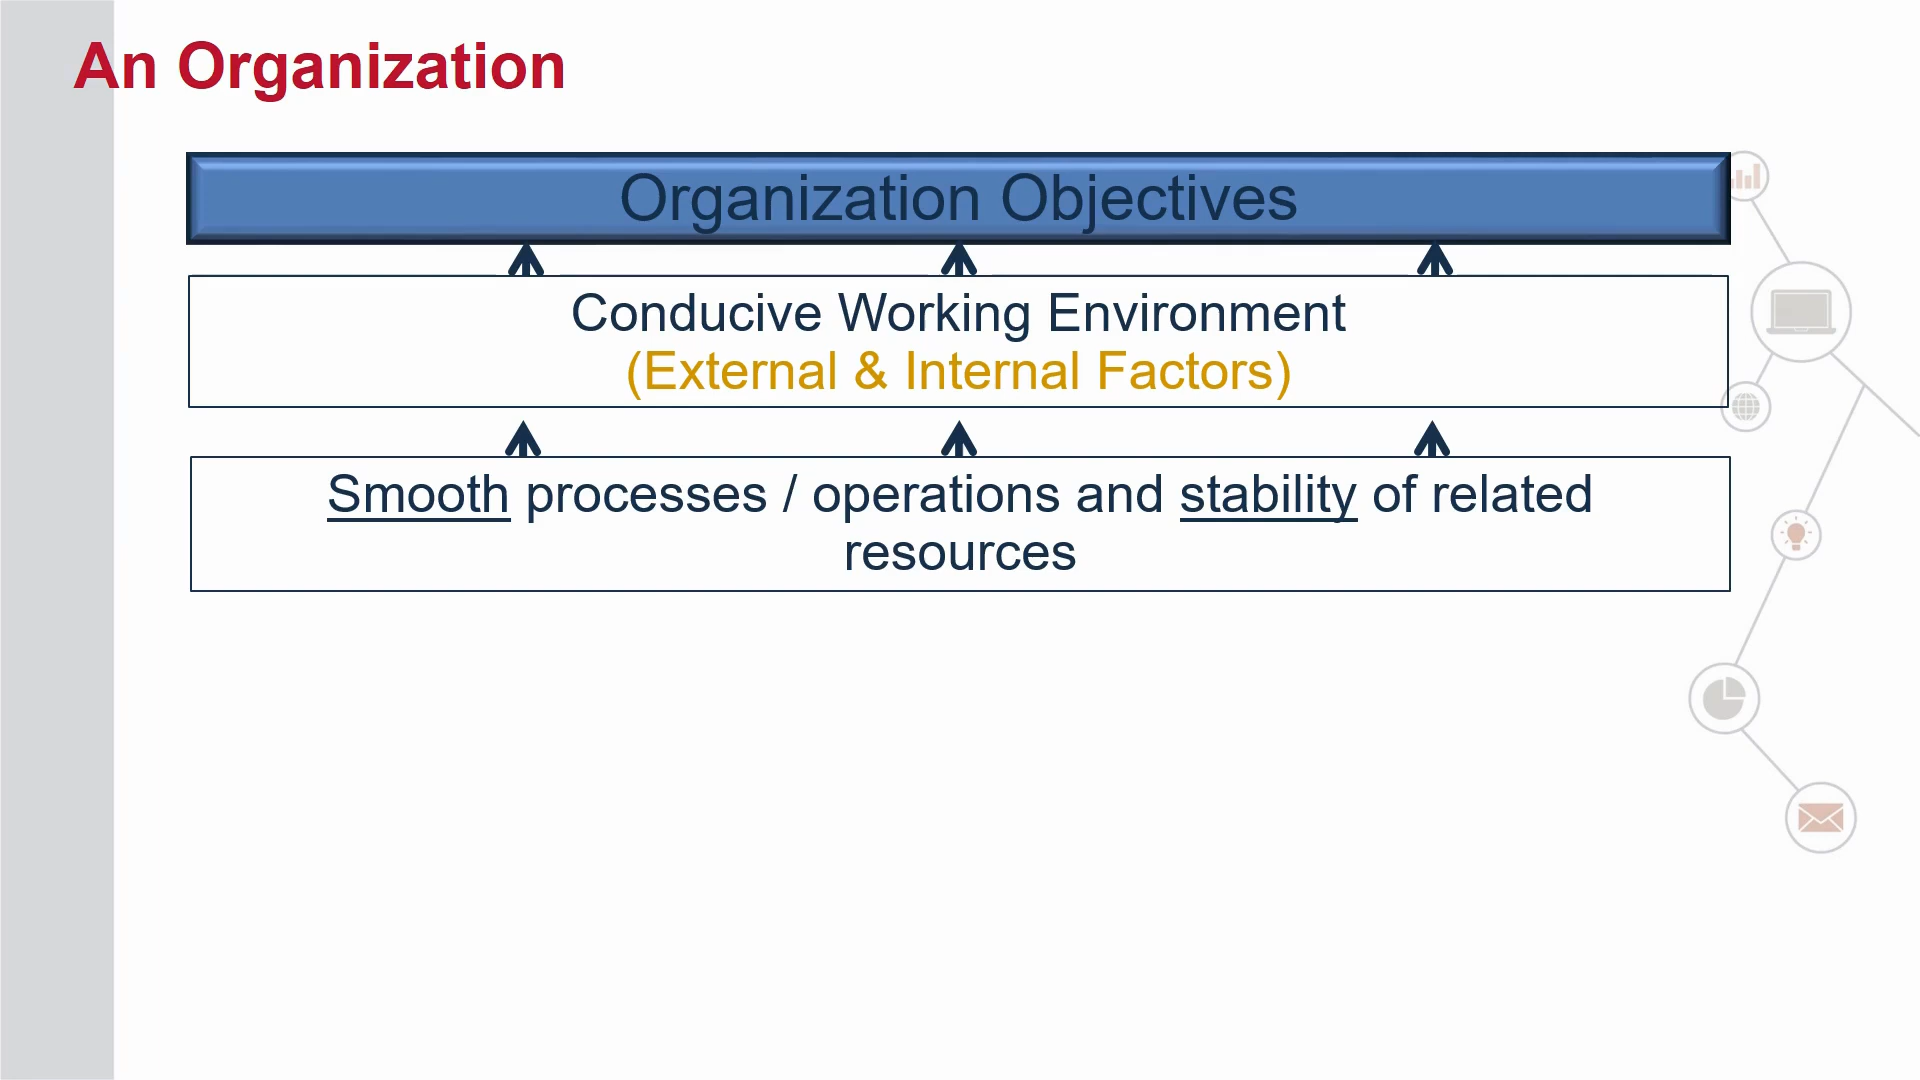 An Organization
Organization Objectives
Conducive Working Environment
(External & Internal Factors)
Smooth processes / operations and stability of related
resources